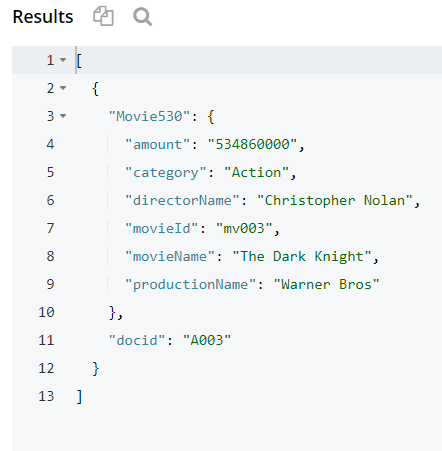 Results
1 [
2 {
3 "Movie530": {
4 "amount": "534860000",
5 "category": "Action",
6 "directorName": "Christopher Nolan",
7 "movieId": "mv003",
8 "movieName": "The Dark Knight",
9 "productionName": "Warner Bros"
10 },
11 "docid": "A003"
12 }
13 ]